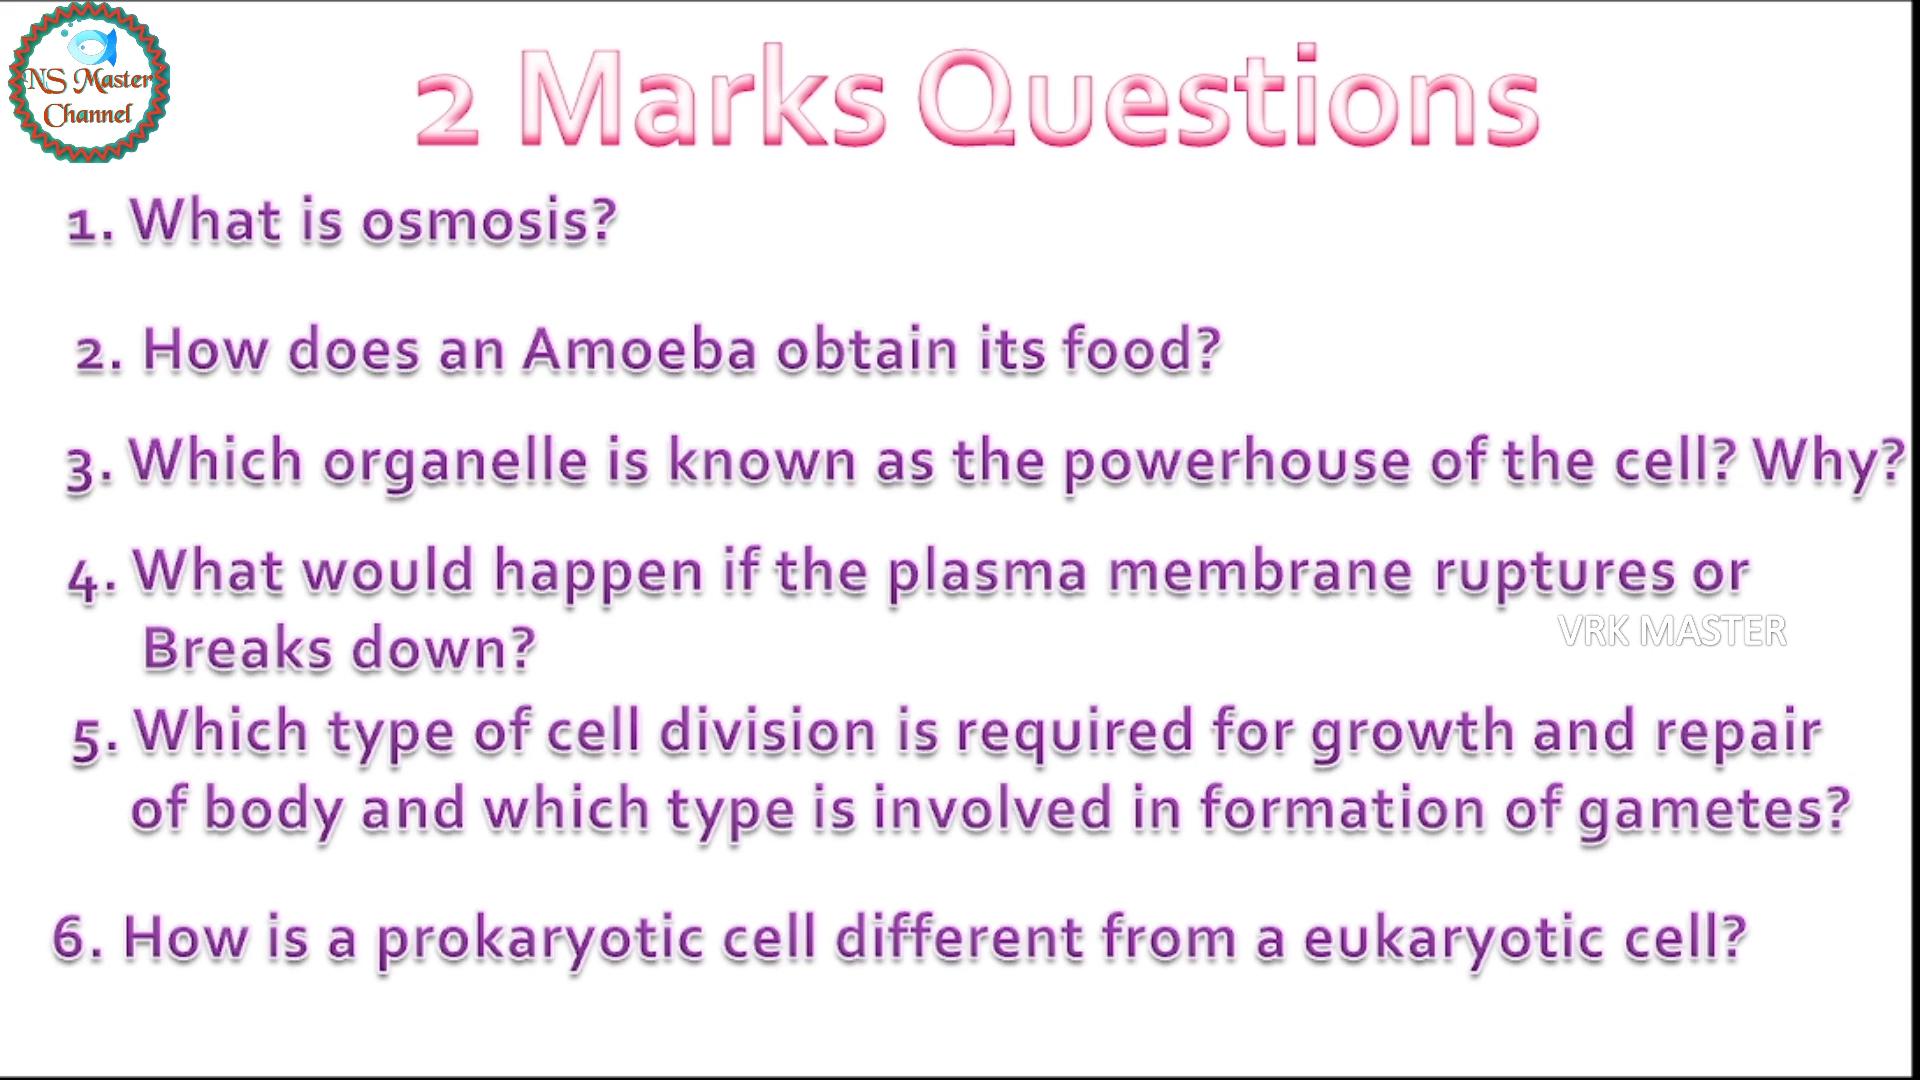 NS Master
Channel
2 Marks Questions
1. What is osmosis?
2. How does an Amoeba obtain its food?
3. Which organelle is known as the powerhouse of the cell? Why?
4. What would happen if the plasma membrane ruptures or
Breaks down?
VRK MASTER
5. Which type of cell division is required for growth and repair
of body and which type is involved in formation of gametes?
6. How is a prokaryotic cell different from a eukaryotic cell?